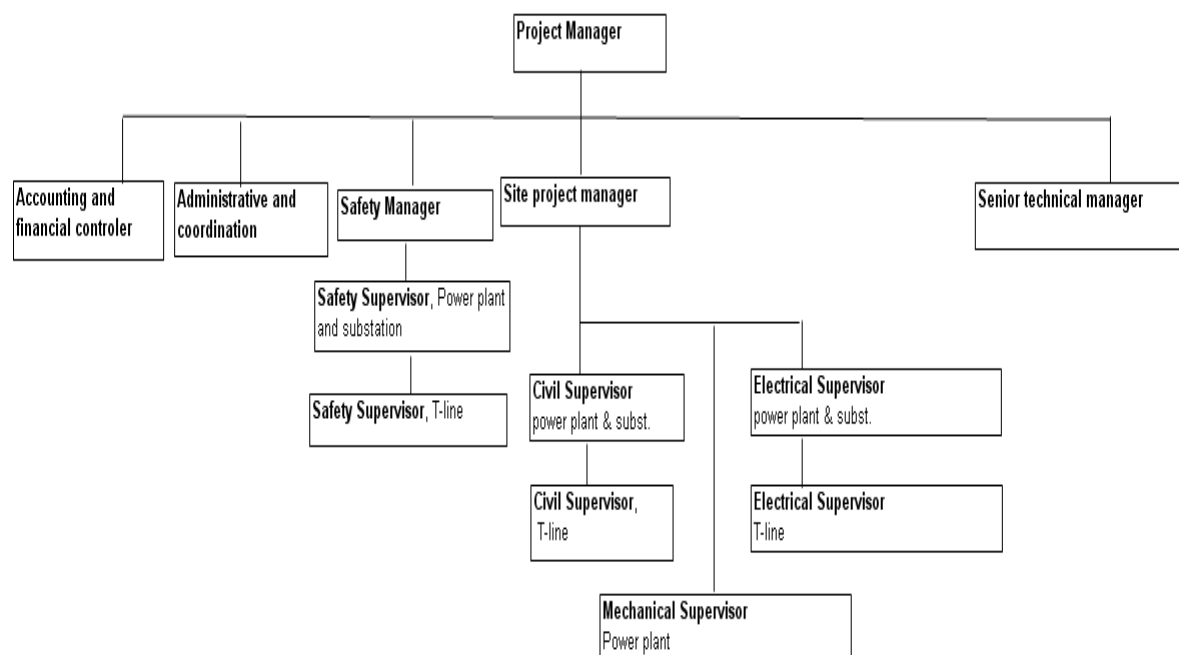 Project Manager
Accounting and
financial controler
Administrative and
coordination
Safety Manager
Site project manager
Senior technical manager
Safety Supervisor, Power plant
and substation
Safety Supervisor, T-line
Civil Supervisor
power plant & subst.
Electrical Supervisor
power plant & subst.
Civil Supervisor,
T-line
Electrical Supervisor
T-line
Mechanical Supervisor
Power plant